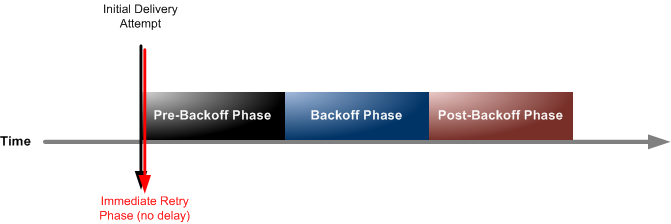 Initial Delivery
Attempt
Pre-Backoff Phase
Backoff Phase
Post-Backoff Phase
Time
Immediate Retry
Phase (no delay)